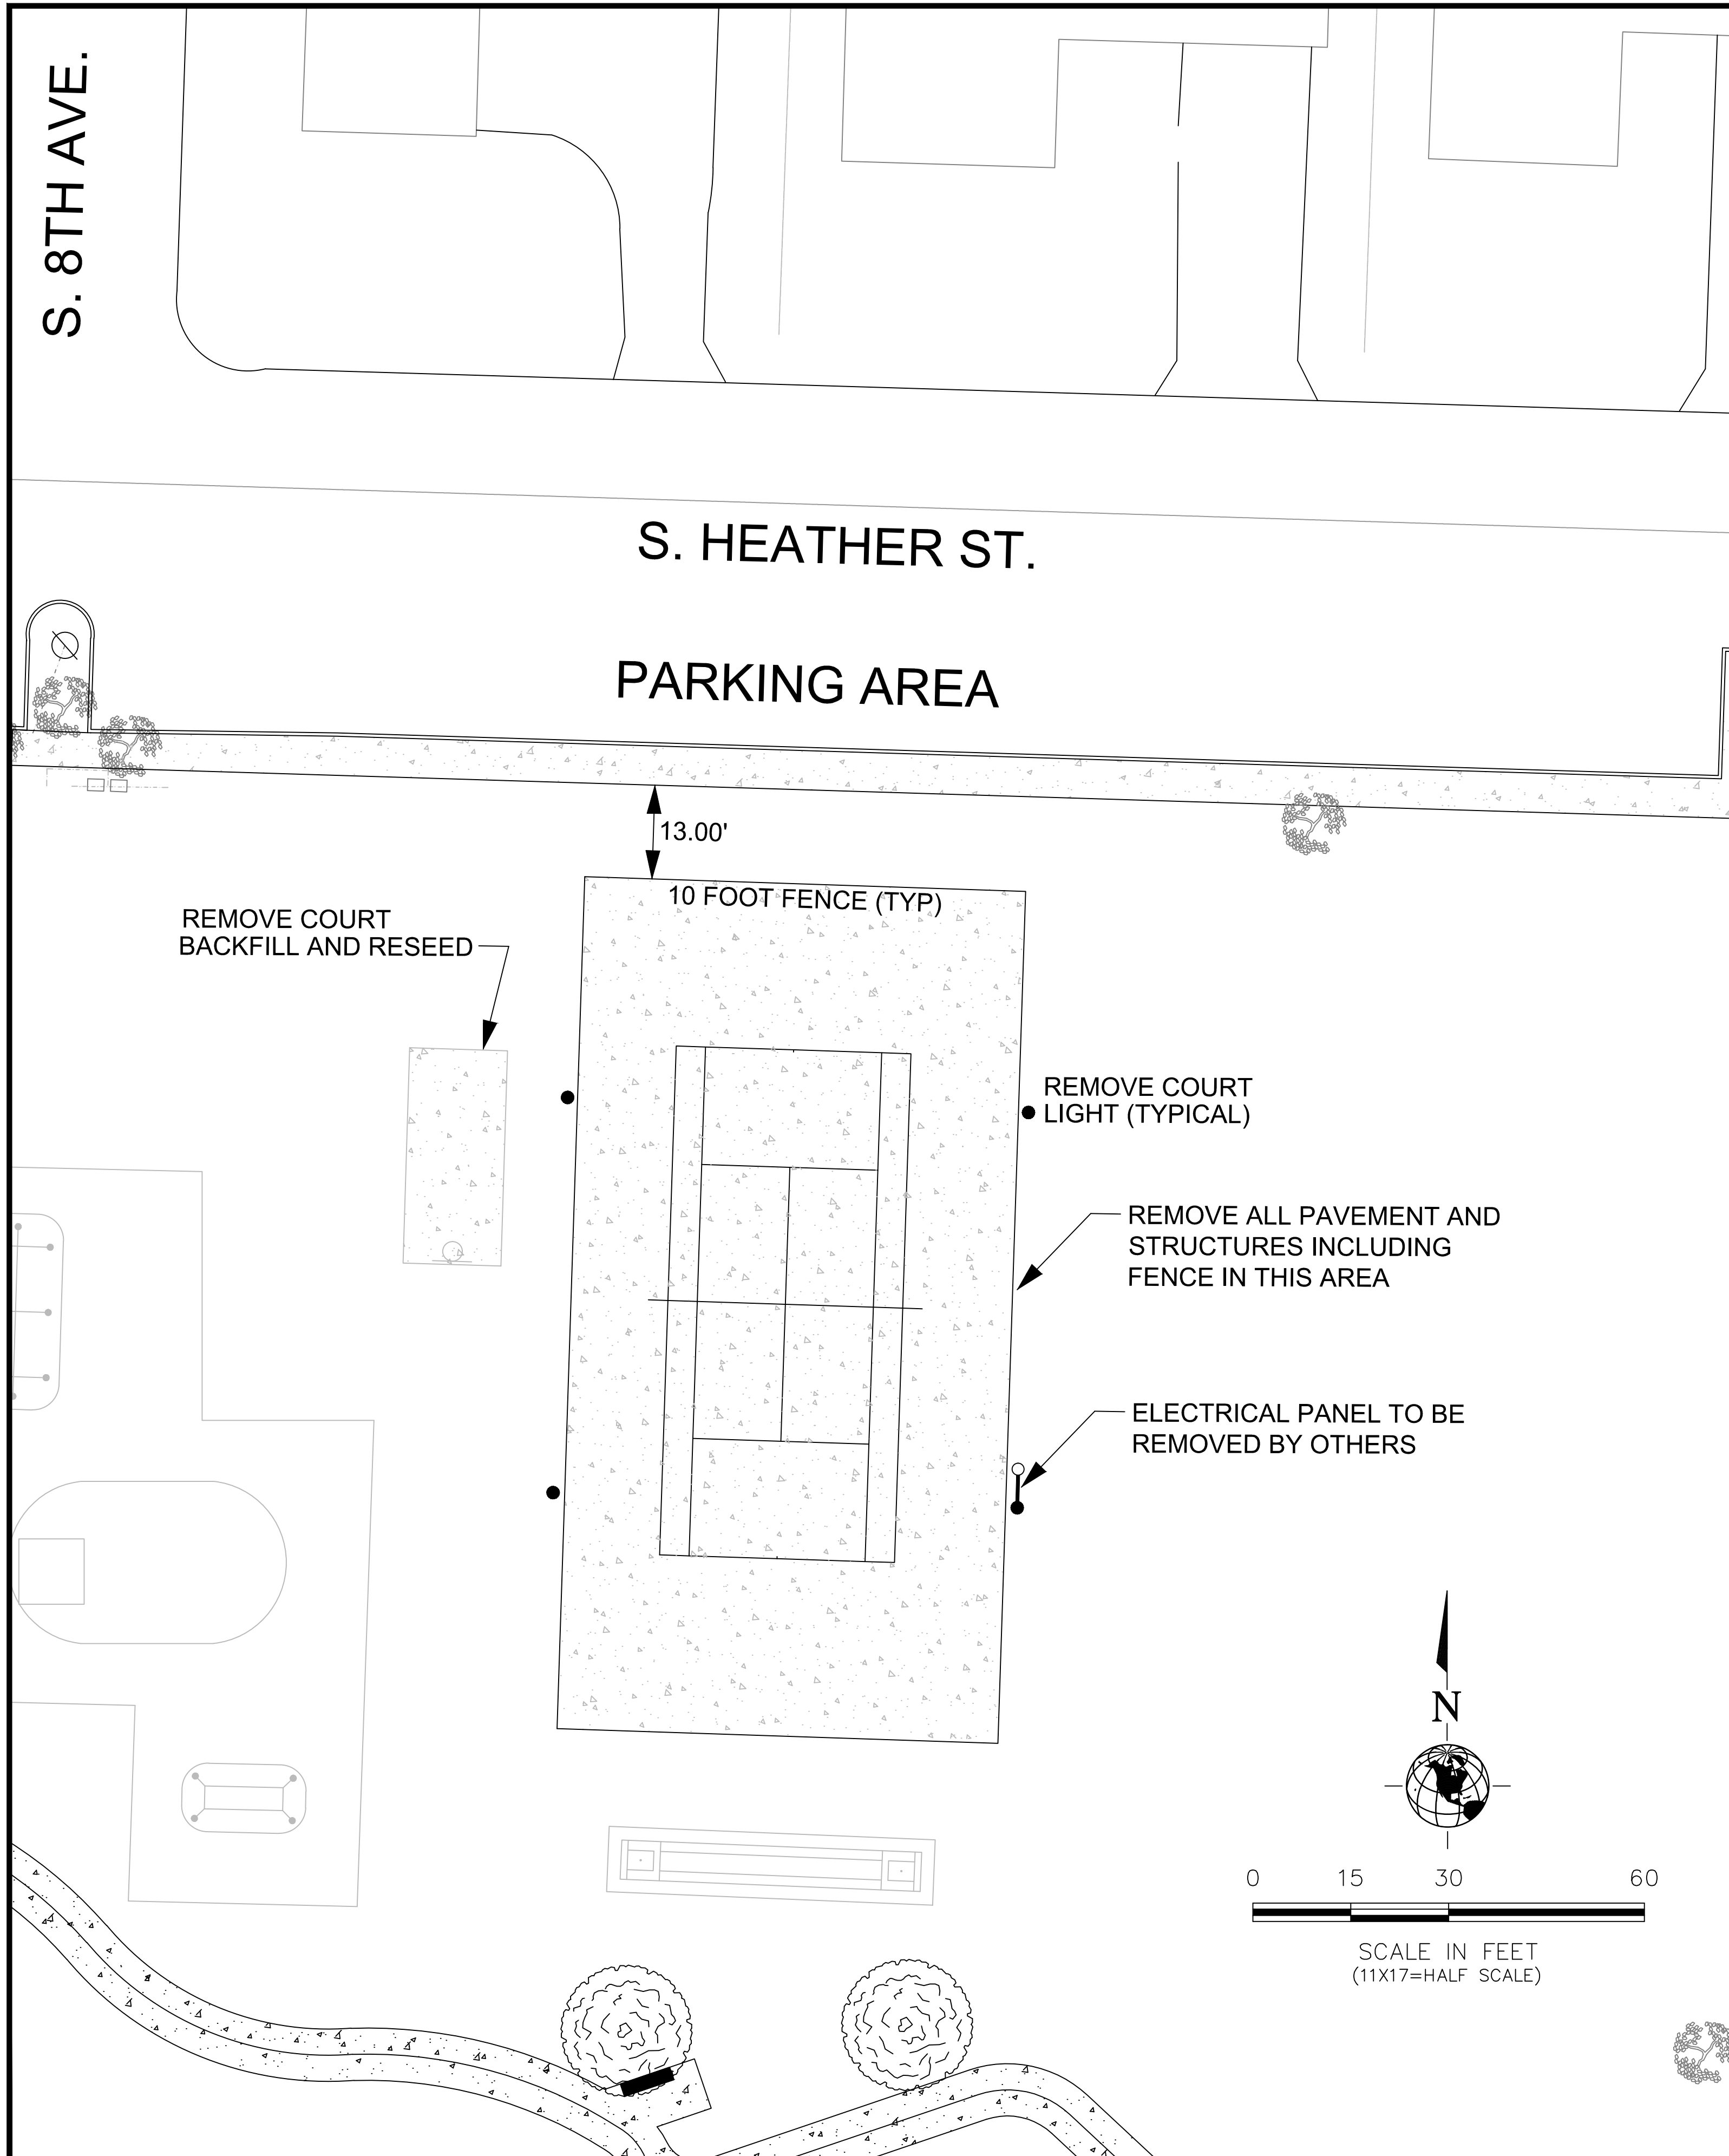 S. 8TH AVE.
S. HEATHER ST.
PARKING AREA
13.00'
10 FOOT FENCE (TYP)
REMOVE COURT
BACKFILL AND RESEED
REMOVE COURT
LIGHT (TYPICAL)
REMOVE ALL PAVEMENT AND
STRUCTURES INCLUDING
FENCE IN THIS AREA
ELECTRICAL PANEL TO BE
REMOVED BY OTHERS
N
0 15 30 60
SCALE IN FEET
(11X17=HALF SCALE)